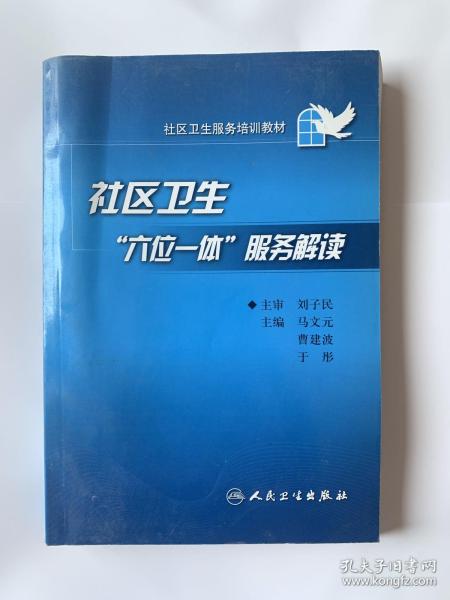 社区卫生服务培训教材
社区卫生
“六位一体”服务解读
◆主审 刘子民
主编 马文元
曹建波
于彤
人民卫生出版社
孔夫子旧书网
www.kongfz.com